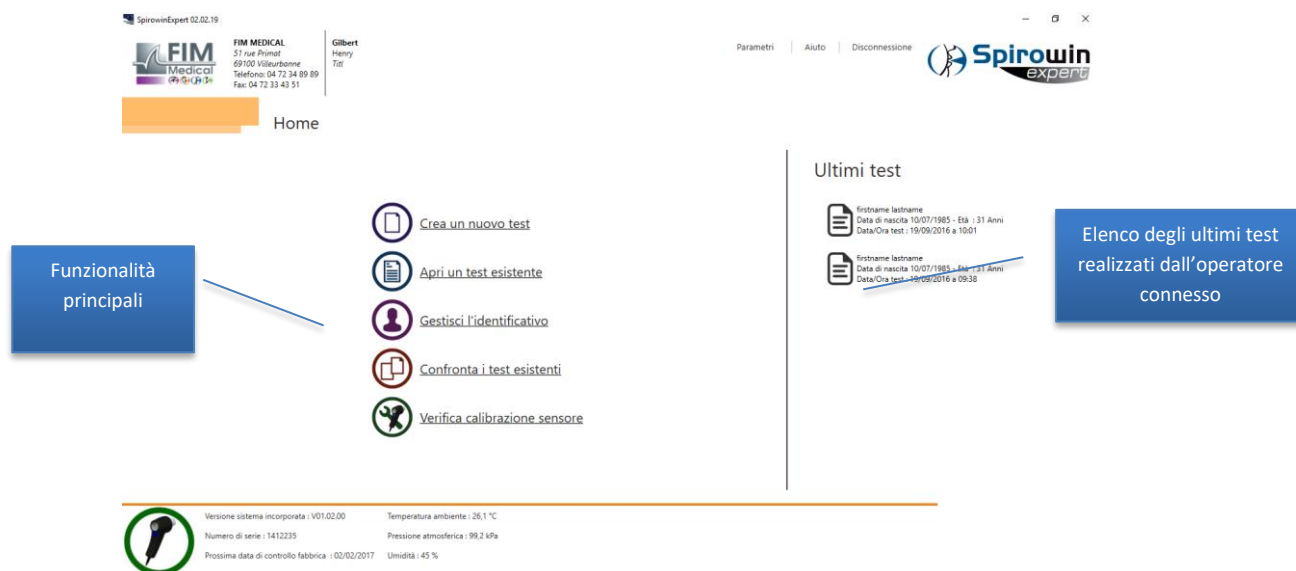 SpirowinExpert 02.02.19
FIM
Medical
FIM MEDICAL
51 rue Primat
69100 Villeurbanne
Telefono: 04 72 34 89 89
Fax: 04 72 33 43 51
Gilbert
Henry
Titi
Parametri
Aiuto
Disconnessione
Spirowin
expert
Home
Ultimi test
firstname lastname
Data di nascita 10/07/1985 - Età : 31 Anni
Data/Ora test : 19/09/2016 a 10:01
firstname lastname
Data di nascita 10/07/1985 - Età : 31 Anni
Data/Ora test : 19/09/2016 a 09:38
Crea un nuovo test
Apri un test esistente
Gestisci l'identificativo
Confronta i test esistenti
Verifica calibrazione sensore
Funzionalità
principali
Elenco degli ultimi test
realizzati dall’operatore
connesso
Versione sistema incorporata : V01.02.00
Temperatura ambiente : 26,1 °C
Numero di serie : 1412235
Pressione atmosferica : 99,2 kPa
Prossima data di controllo fabbrica : 02/02/2017
Umidità : 45 %